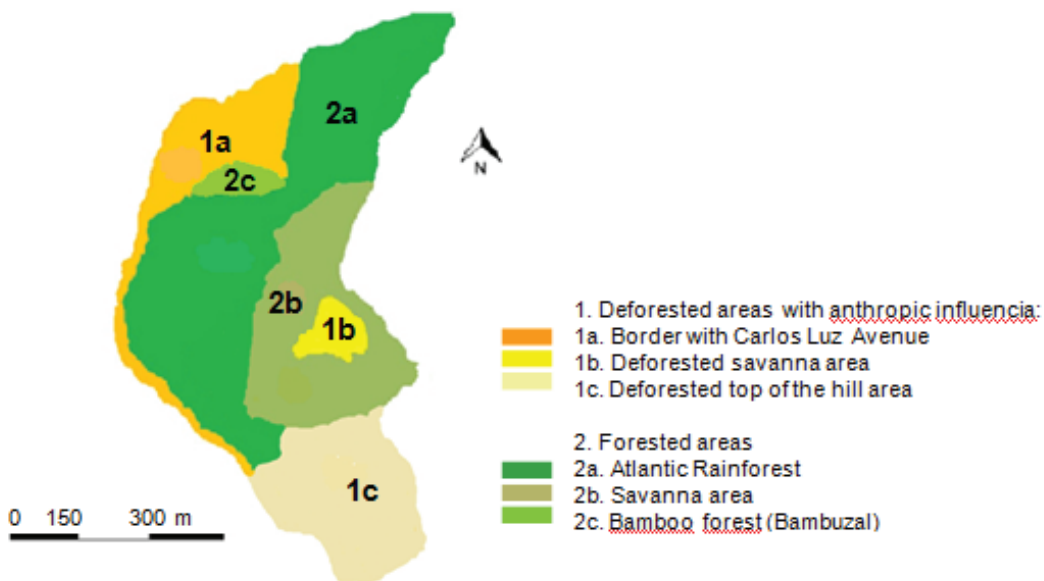 2a
1a
2c
N
2b
1b
1c
0 150 300 m
1. Deforested areas with anthropic influencia:
1a. Border with Carlos Luz Avenue
1b. Deforested savanna area
1c. Deforested top of the hill area
2. Forested areas
2a. Atlantic Rainforest
2b. Savanna area
2c. Bamboo forest (Bambuzal)